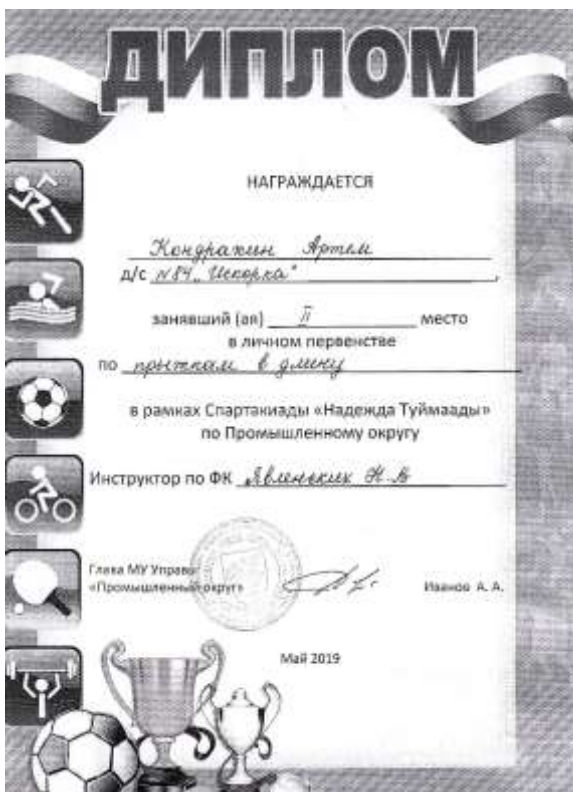 ДИПЛОМ
НАГРАЖДАЕТСЯ
Кондрахин Артем
д/с №84 „Искорка"
занявший (ая) II место
в личном первенстве
по прыжкам в длину
в рамках Спартакиады «Надежда Туймаады»
по Промышленному округу
Инструктор по ФК Явленских Н.В
Глава МУ Управа
«Промышленный округ» Иванов А. А.
Май 2019